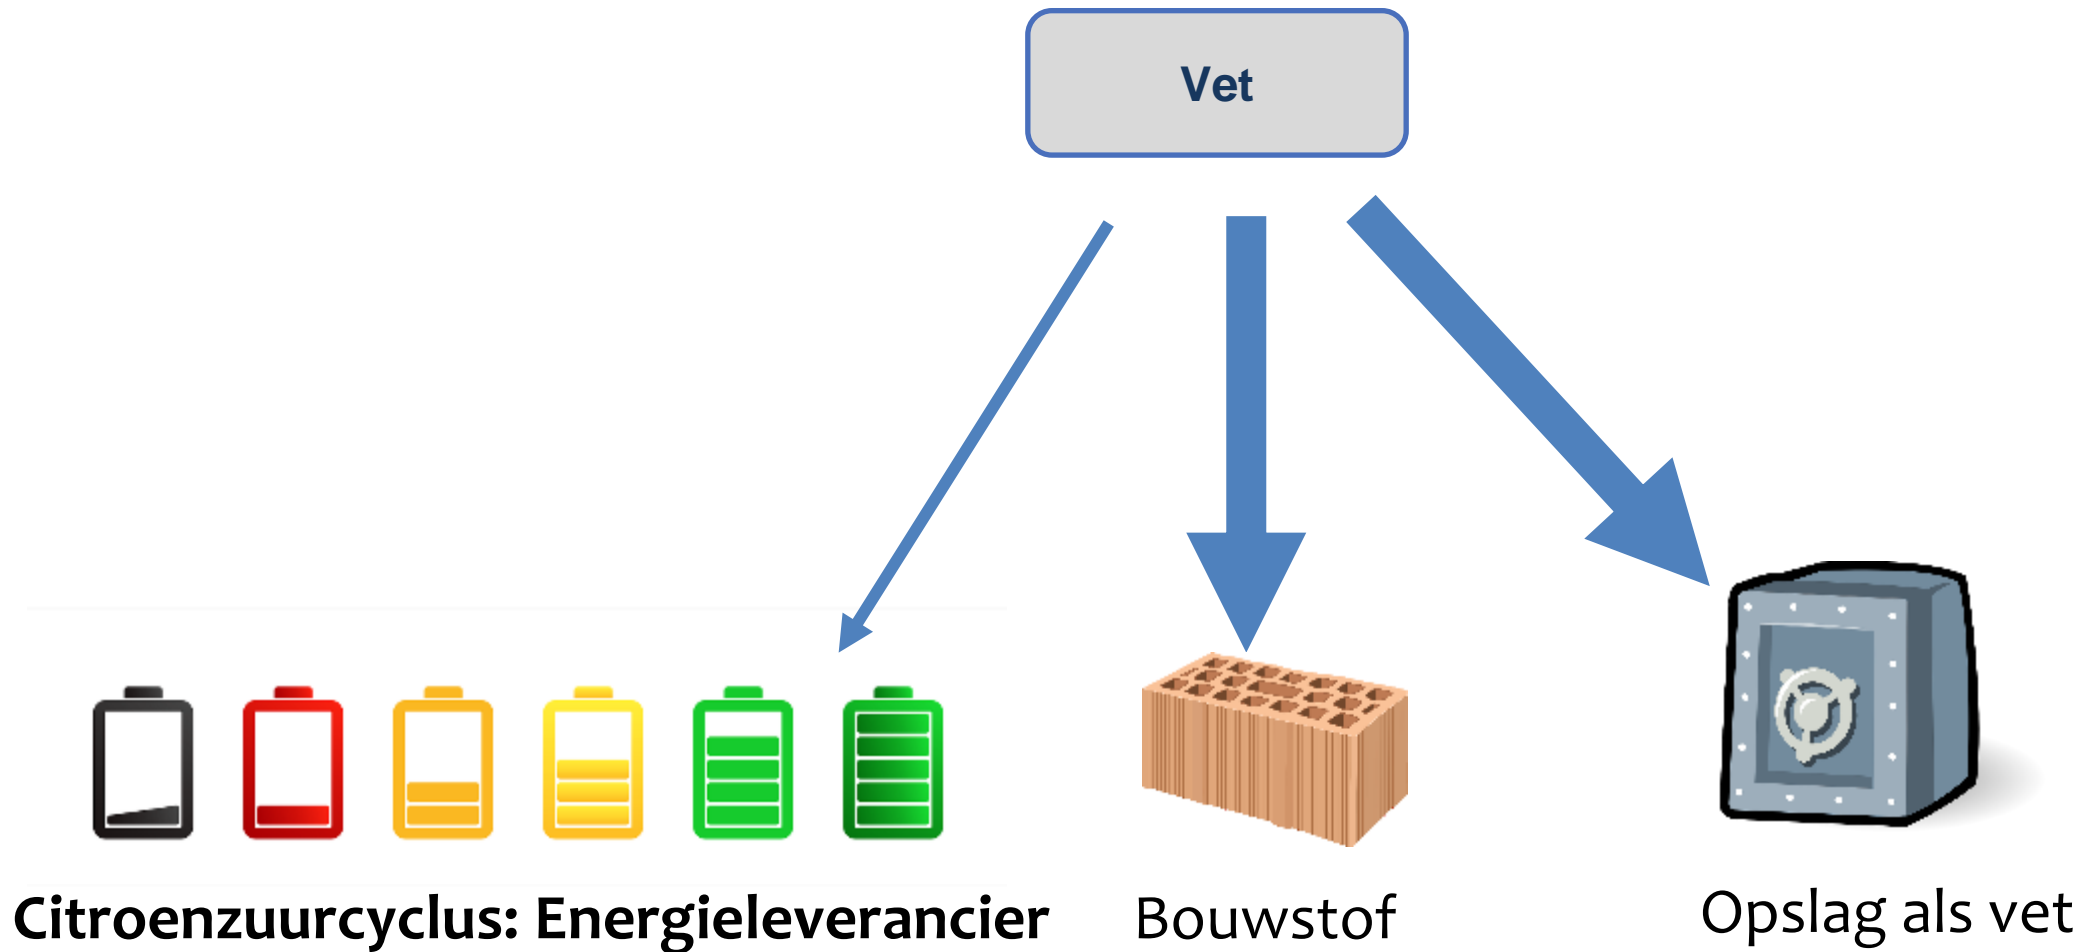 Vet
Citroenzuurcyclus: Energieleverancier
Bouwstof
Opslag als vet